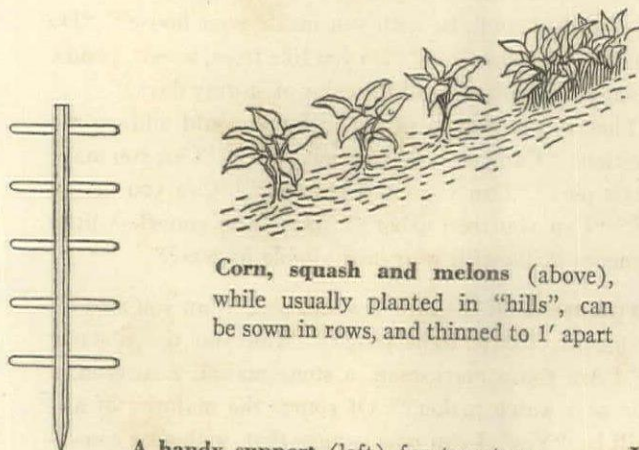 Corn, squash and melons (above),
while usually planted in “hills”, can
be sown in rows, and thinned to 1′ apart
A handy support (left)